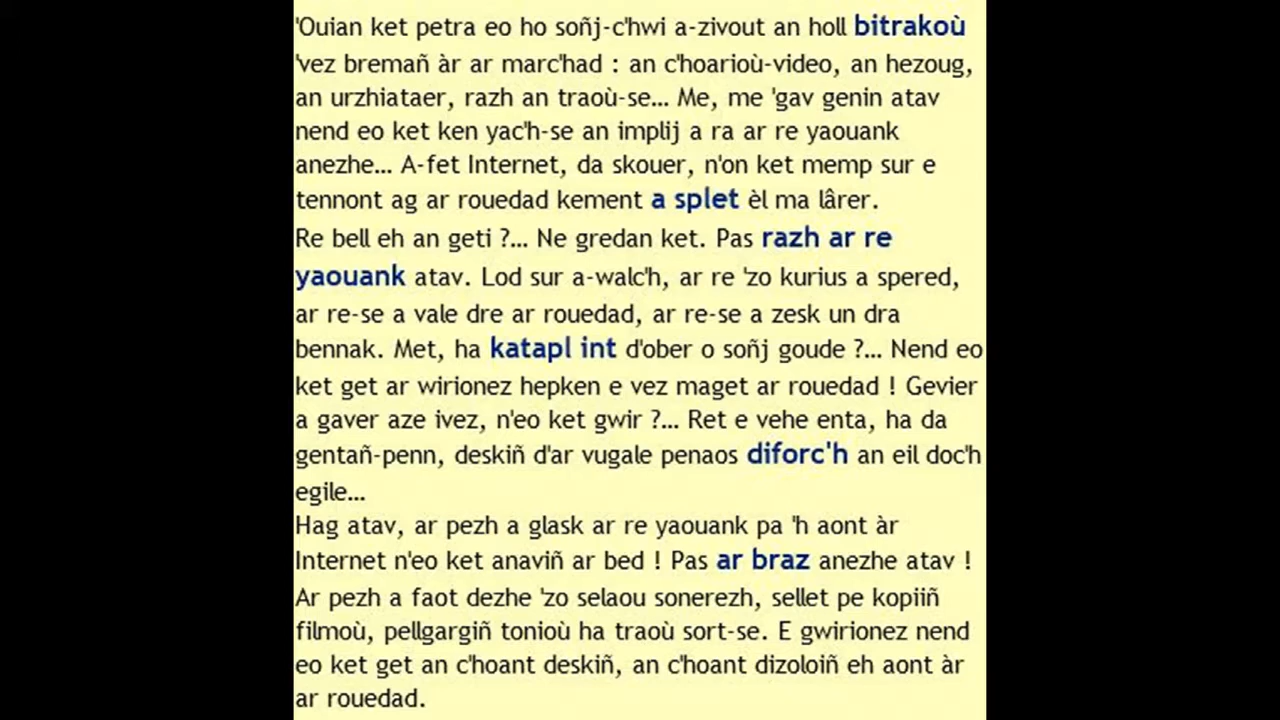 'Ouian ket petra eo ho soñj-c'hwi a-zivout an holl bitrakoù
'vez bremañ àr ar marc'had : an c'hoarioù-video, an hezoug,
an urzhiataer, razh an traoù-se... Me, me 'gav genin atav
nend eo ket ken yac'h-se an implij a ra ar re yaouank
anezhe... A-fet Internet, da skouer, n'on ket memp sur e
tennont ag ar rouedad kement a splet èl ma lârer.
Re bell eh an geti ?... Ne gredan ket. Pas razh ar re
yaouank atav. Lod sur a-walc'h, ar re 'zo kurius a spered,
ar re-se a vale dre ar rouedad, ar re-se a zesk un dra
bennak. Met, ha katapl int d'ober o soñj goude ?... Nend eo
ket get ar wirionez hepken e vez maget ar rouedad ! Gevier
a gaver aze ivez, n'eo ket gwir ?... Ret e vehe enta, ha da
gentañ-penn, deskiñ d'ar vugale penaos diforc'h an eil doc'h
egile...
Hag atav, ar pezh a glask ar re yaouank pa 'h aont àr
Internet n'eo ket anaviñ ar bed ! Pas ar braz anezhe atav !
Ar pezh a faot dezhe 'zo selaou sonerezh, sellet pe kopiiñ
filmoù, pellgargiñ tonioù ha traoù sort-se. E gwirionez nend
eo ket get an c'hoant deskiñ, an c'hoant dizoloiñ eh aont àr
ar rouedad.